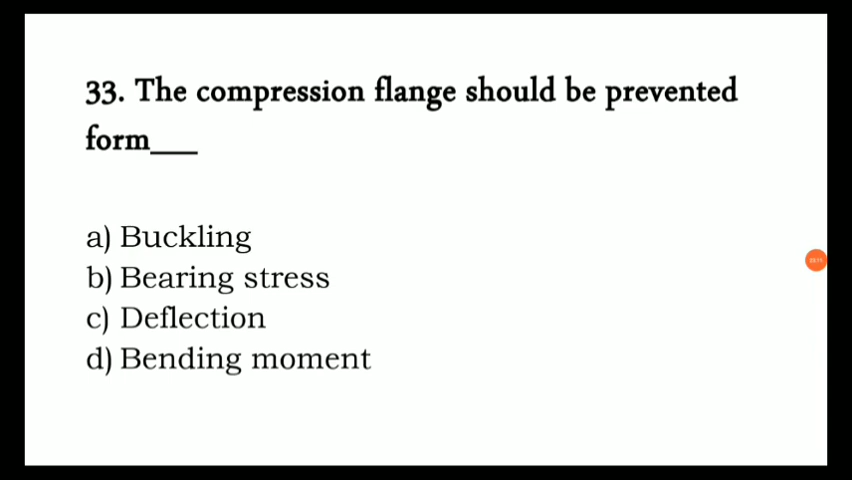 33. The compression flange should be prevented
form___
a) Buckling
b) Bearing stress
c) Deflection
d) Bending moment